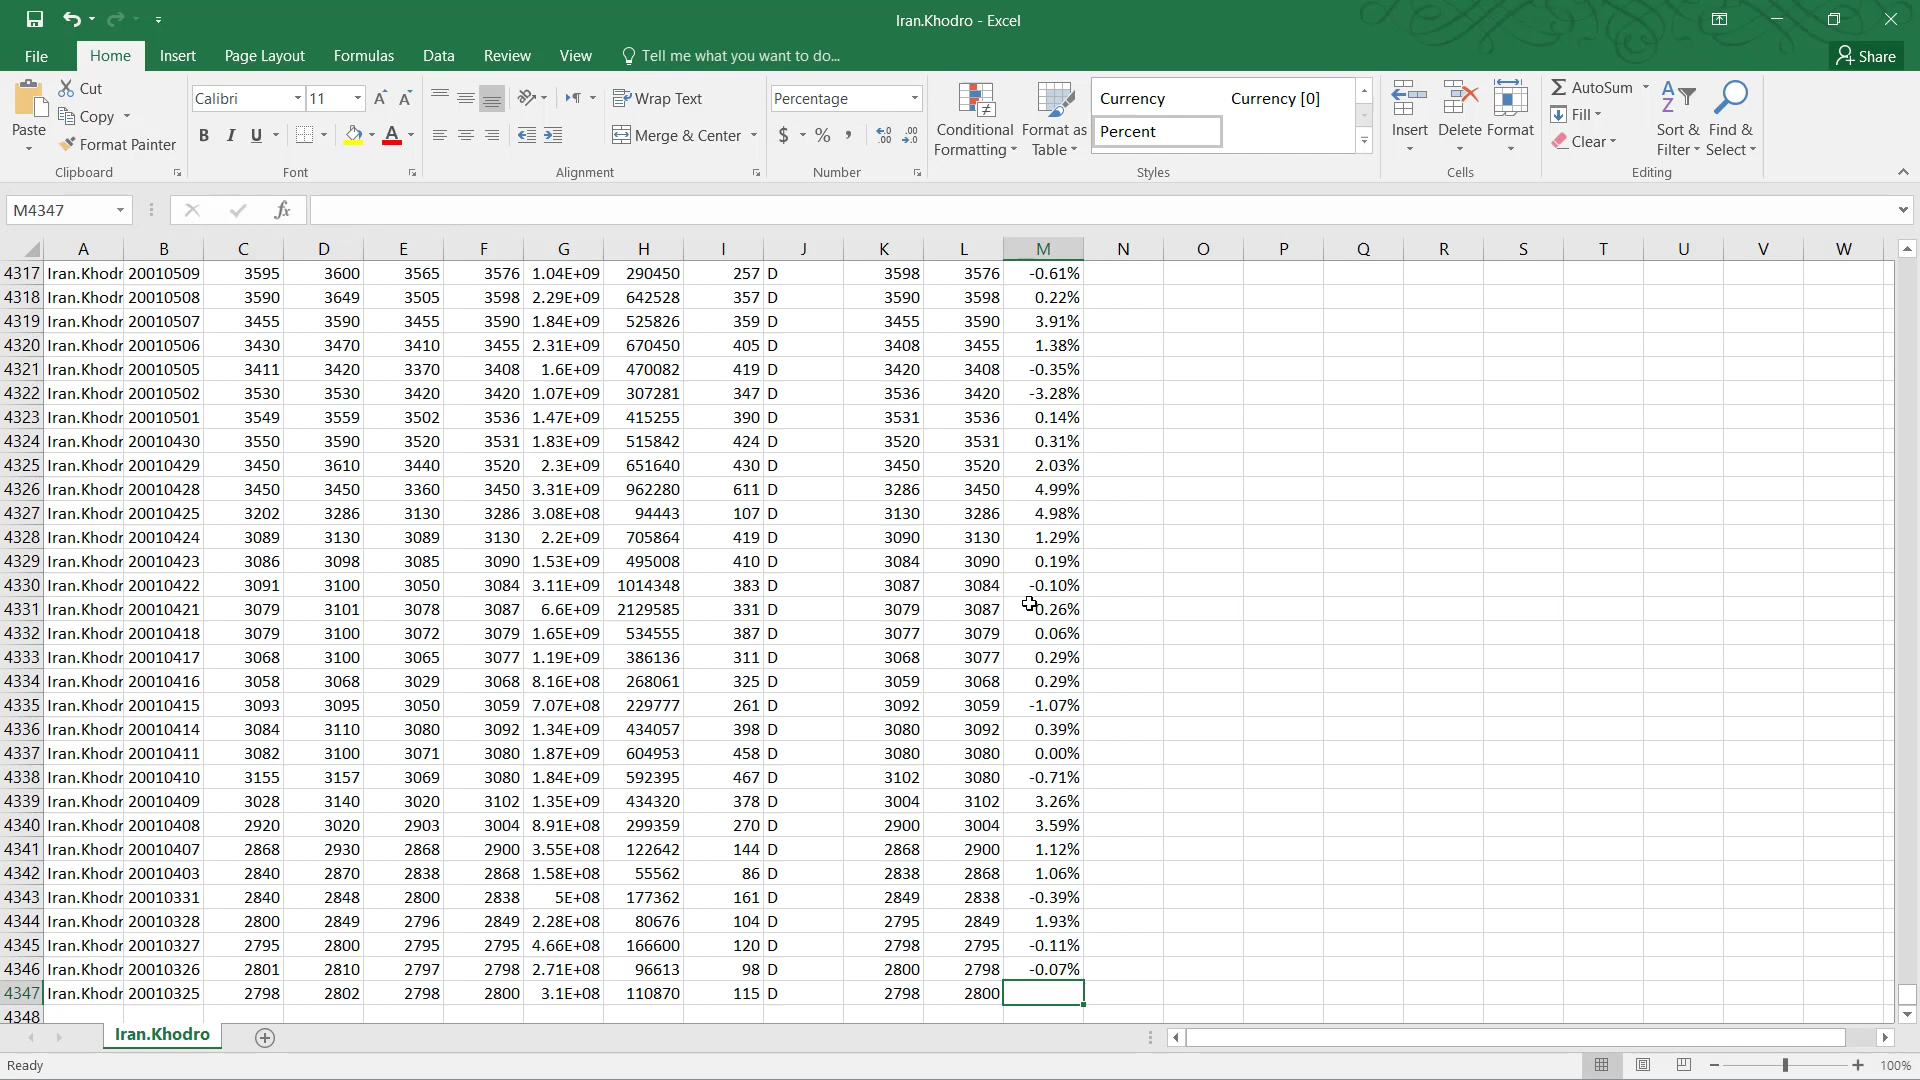 Iran.Khodro - Excel
File Home Insert Page Layout Formulas Data Review View Tell me what you want to do... Share
Paste Cut Copy Format Painter Clipboard
Calibri 11 B I U A A A Font
Wrap Text Merge & Center Alignment
Percentage $ % , Number
Conditional Formatting Format as Table Currency Currency [0] Percent Styles
Insert Delete Format Cells
AutoSum Fill Clear Sort & Filter Find & Select Editing
M4347 fx
A B C D E F G H I J K L M N O P Q R S T U V W
4317 Iran.Khodr 20010509 3595 3600 3565 3576 1.04E+09 290450 257 D 3598 3576 -0.61%
4318 Iran.Khodr 20010508 3590 3649 3505 3598 2.29E+09 642528 357 D 3590 3598 0.22%
4319 Iran.Khodr 20010507 3455 3590 3455 3590 1.84E+09 525826 359 D 3455 3590 3.91%
4320 Iran.Khodr 20010506 3430 3470 3410 3455 2.31E+09 670450 405 D 3408 3455 1.38%
4321 Iran.Khodr 20010505 3411 3420 3370 3408 1.6E+09 470082 419 D 3420 3408 -0.35%
4322 Iran.Khodr 20010502 3530 3530 3420 3420 1.07E+09 307281 347 D 3536 3420 -3.28%
4323 Iran.Khodr 20010501 3549 3559 3502 3536 1.47E+09 415255 390 D 3531 3536 0.14%
4324 Iran.Khodr 20010430 3550 3590 3520 3531 1.83E+09 515842 424 D 3520 3531 0.31%
4325 Iran.Khodr 20010429 3450 3610 3440 3520 2.3E+09 651640 430 D 3450 3520 2.03%
4326 Iran.Khodr 20010428 3450 3450 3360 3450 3.31E+09 962280 611 D 3286 3450 4.99%
4327 Iran.Khodr 20010425 3202 3286 3130 3286 3.08E+08 94443 107 D 3130 3286 4.98%
4328 Iran.Khodr 20010424 3089 3130 3089 3130 2.2E+09 705864 419 D 3090 3130 1.29%
4329 Iran.Khodr 20010423 3086 3098 3085 3090 1.53E+09 495008 410 D 3084 3090 0.19%
4330 Iran.Khodr 20010422 3091 3100 3050 3084 3.11E+09 1014348 383 D 3087 3084 -0.10%
4331 Iran.Khodr 20010421 3079 3101 3078 3087 6.6E+09 2129585 331 D 3079 3087 0.26%
4332 Iran.Khodr 20010418 3079 3100 3072 3079 1.65E+09 534555 387 D 3077 3079 0.06%
4333 Iran.Khodr 20010417 3068 3100 3065 3077 1.19E+09 386136 311 D 3068 3077 0.29%
4334 Iran.Khodr 20010416 3058 3068 3029 3068 8.16E+08 268061 325 D 3059 3068 0.29%
4335 Iran.Khodr 20010415 3093 3095 3050 3059 7.07E+08 229777 261 D 3092 3059 -1.07%
4336 Iran.Khodr 20010414 3084 3110 3080 3092 1.34E+09 434057 398 D 3080 3092 0.39%
4337 Iran.Khodr 20010411 3082 3100 3071 3080 1.87E+09 604953 458 D 3080 3080 0.00%
4338 Iran.Khodr 20010410 3155 3157 3069 3080 1.84E+09 592395 467 D 3102 3080 -0.71%
4339 Iran.Khodr 20010409 3028 3140 3020 3102 1.35E+09 434320 378 D 3004 3102 3.26%
4340 Iran.Khodr 20010408 2920 3020 2903 3004 8.91E+08 299359 270 D 2900 3004 3.59%
4341 Iran.Khodr 20010407 2868 2930 2868 2900 3.55E+08 122642 144 D 2868 2900 1.12%
4342 Iran.Khodr 20010403 2840 2870 2838 2868 1.58E+08 55562 86 D 2838 2868 1.06%
4343 Iran.Khodr 20010331 2840 2848 2800 2838 5E+08 177362 161 D 2849 2838 -0.39%
4344 Iran.Khodr 20010328 2800 2849 2796 2849 2.28E+08 80676 104 D 2795 2849 1.93%
4345 Iran.Khodr 20010327 2795 2800 2795 2795 4.66E+08 166600 120 D 2798 2795 -0.11%
4346 Iran.Khodr 20010326 2801 2810 2797 2798 2.71E+08 96613 98 D 2800 2798 -0.07%
4347 Iran.Khodr 20010325 2798 2802 2798 2800 3.1E+08 110870 115 D 2798 2800
4348
Iran.Khodro
Ready 100%